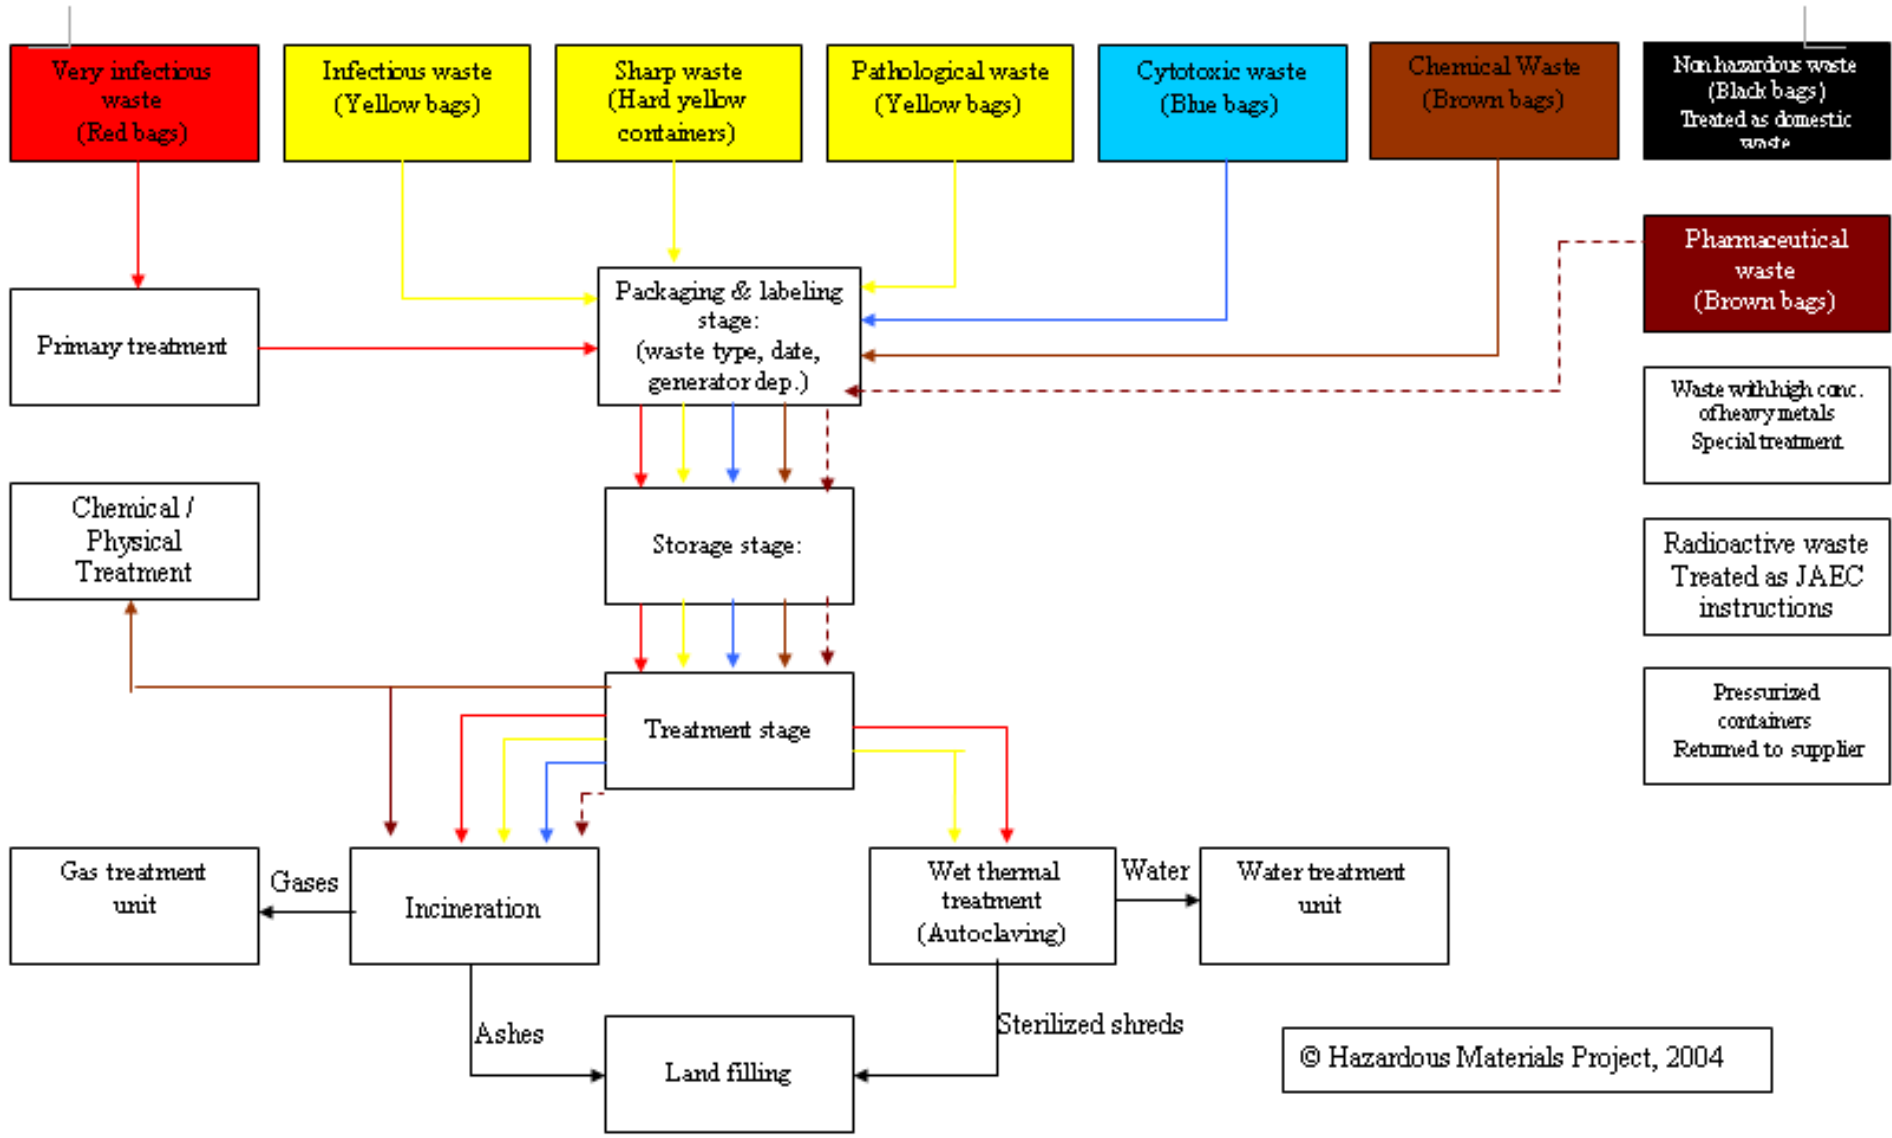 Very infectious
waste
(Red bags)
Infectious waste
(Yellow bags)
Sharp waste
(Hard yellow
containers)
Pathological waste
(Yellow bags)
Cytotoxic waste
(Blue bags)
Chemical Waste
(Brown bags)
Non hazardous waste
(Black bags)
Treated as domestic
waste
Pharmaceutical
waste
(Brown bags)
Primary treatment
Packaging & labeling
stage:
(waste type, date,
generator dep.)
Waste with high conc.
of heavy metals
Special treatment
Chemical /
Physical
Treatment
Storage stage:
Radioactive waste
Treated as JAEC
instructions
Treatment stage
Pressurized
containers
Returned to supplier
Gas treatment
unit
Gases
Incineration
Wet thermal
treatment
(Autoclaving)
Water
Water treatment
unit
Ashes
Land filling
Sterilized shreds
© Hazardous Materials Project, 2004